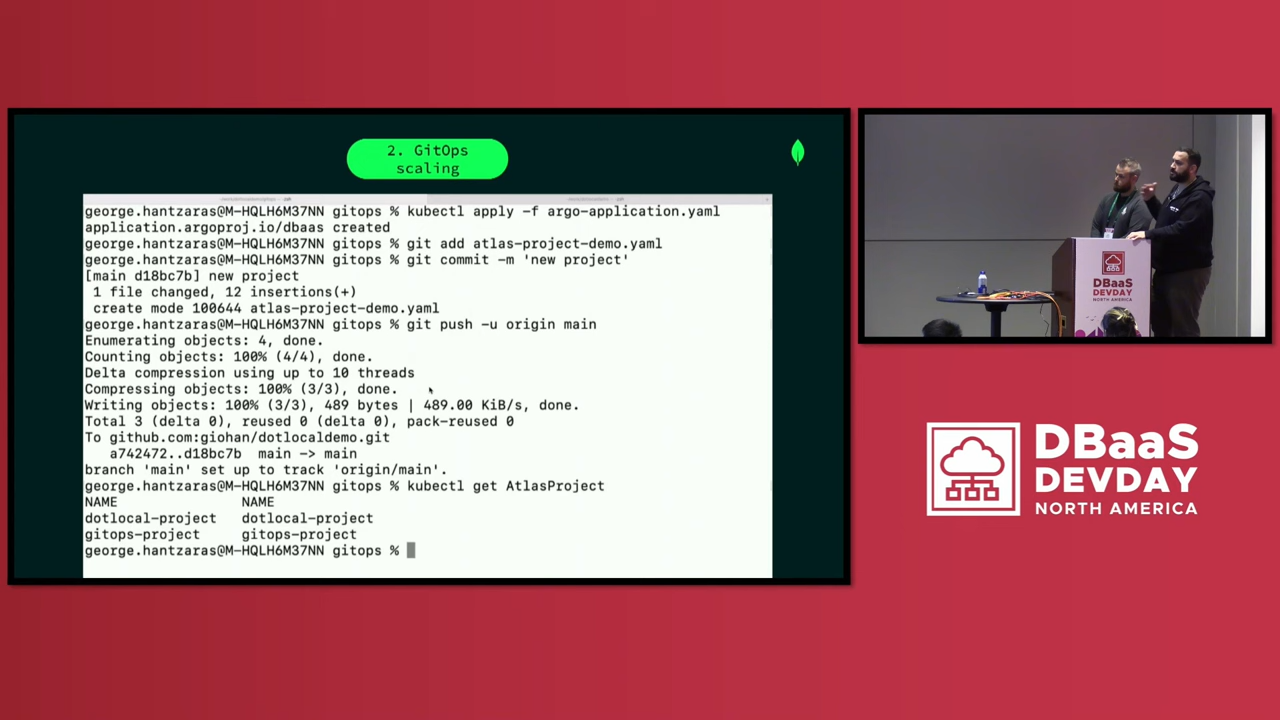 2. GitOps
scaling
george.hantzaras@M-HQLH6M37NN gitops % kubectl apply -f argo-application.yaml
application.argoproj.io/dbaas created
george.hantzaras@M-HQLH6M37NN gitops % git add atlas-project-demo.yaml
george.hantzaras@M-HQLH6M37NN gitops % git commit -m 'new project'
[main d18bc7b] new project
1 file changed, 12 insertions(+)
create mode 100644 atlas-project-demo.yaml
george.hantzaras@M-HQLH6M37NN gitops % git push -u origin main
Enumerating objects: 4, done.
Counting objects: 100% (4/4), done.
Delta compression using up to 10 threads
Compressing objects: 100% (3/3), done.
Writing objects: 100% (3/3), 489 bytes | 489.00 KiB/s, done.
Total 3 (delta 0), reused 0 (delta 0), pack-reused 0
To github.com:giohan/dotlocaldemo.git
a742472..d18bc7b  main -> main
branch 'main' set up to track 'origin/main'.
george.hantzaras@M-HQLH6M37NN gitops % kubectl get AtlasProject
NAME NAME
dotlocal-project dotlocal-project
gitops-project gitops-project
george.hantzaras@M-HQLH6M37NN gitops %
DBaaS
DEVDAY
NORTH AMERICA
DBaaS
DEVDAY
NORTH AMERICA